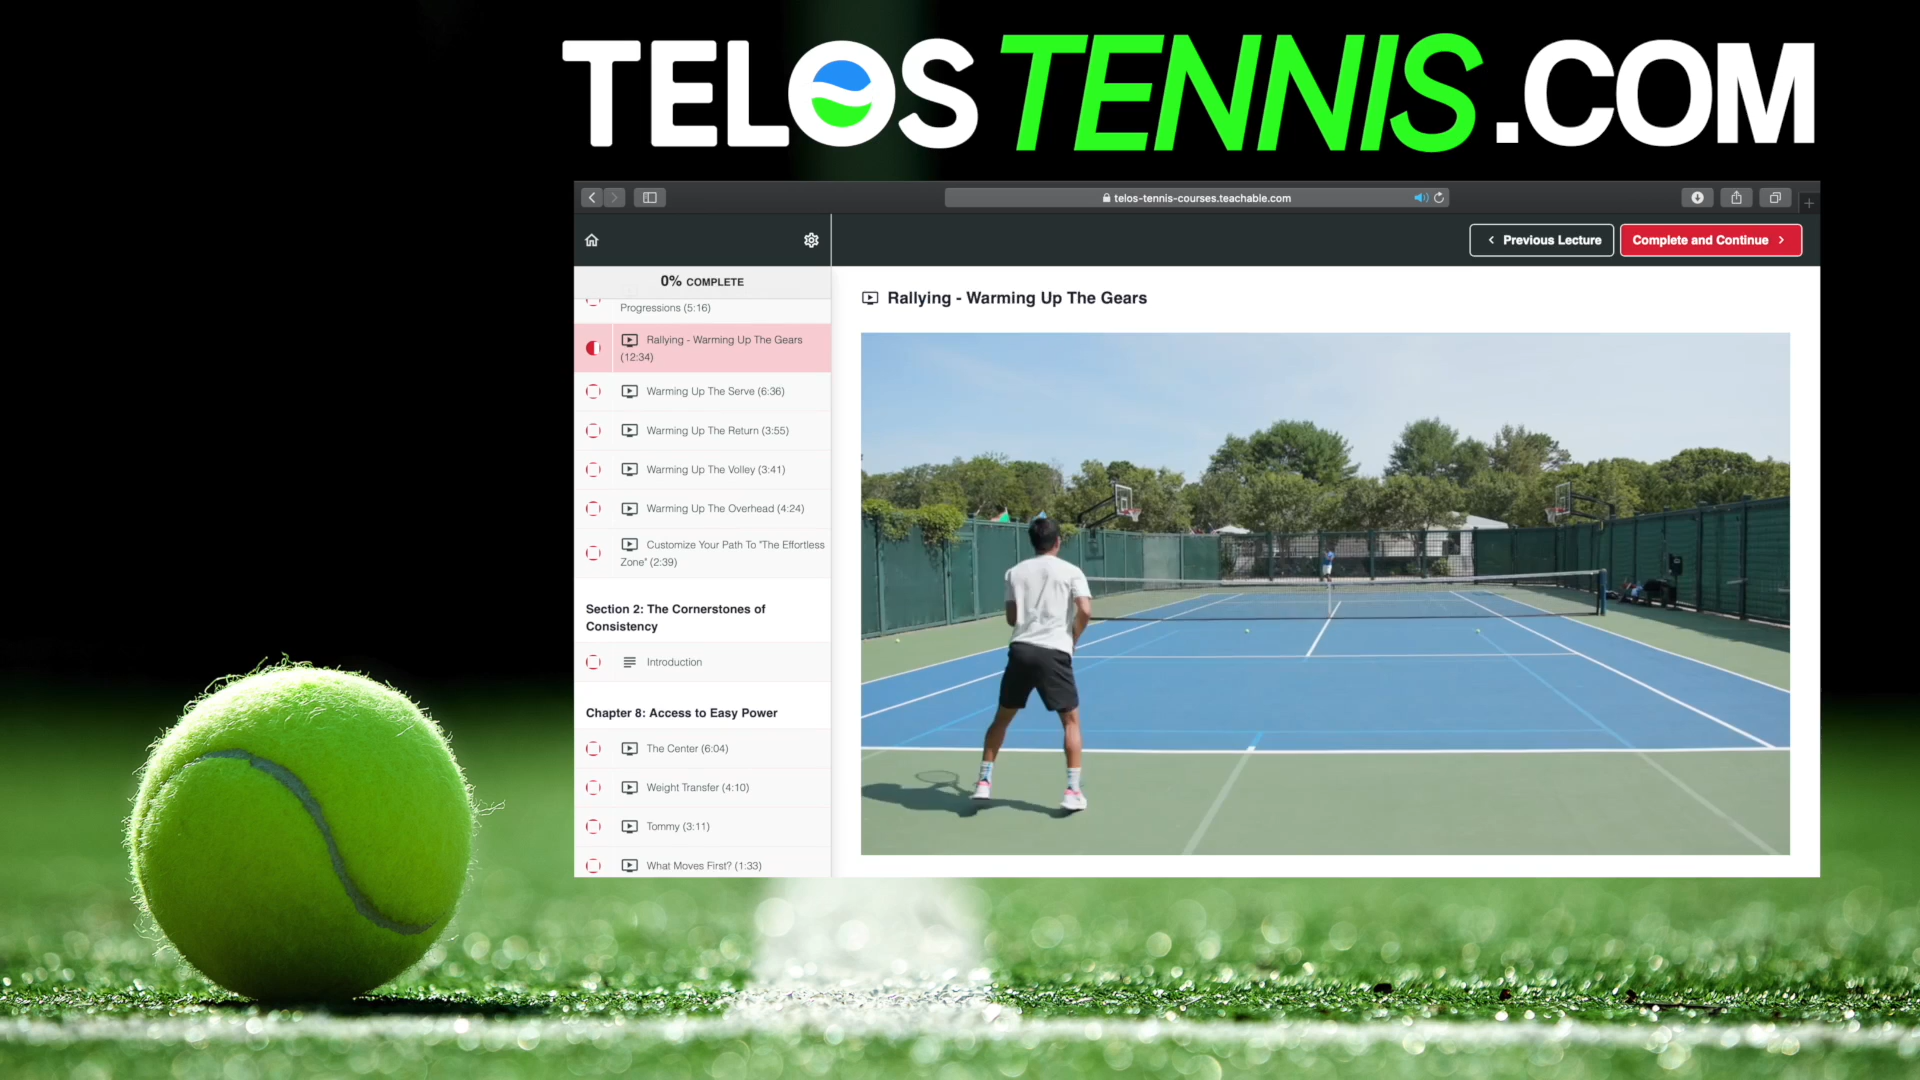 TELOS TENNIS.COM
telos-tennis-courses.teachable.com
Previous Lecture
Complete and Continue
0% COMPLETE
Progressions (5:16)
Rallying - Warming Up The Gears
(12:34)
Warming Up The Serve (6:36)
Warming Up The Return (3:55)
Warming Up The Volley (3:41)
Warming Up The Overhead (4:24)
Customize Your Path To "The Effortless
Zone" (2:39)
Section 2: The Cornerstones of
Consistency
Introduction
Chapter 8: Access to Easy Power
The Center (6:04)
Weight Transfer (4:10)
Tommy (3:11)
What Moves First? (1:33)
Rallying - Warming Up The Gears